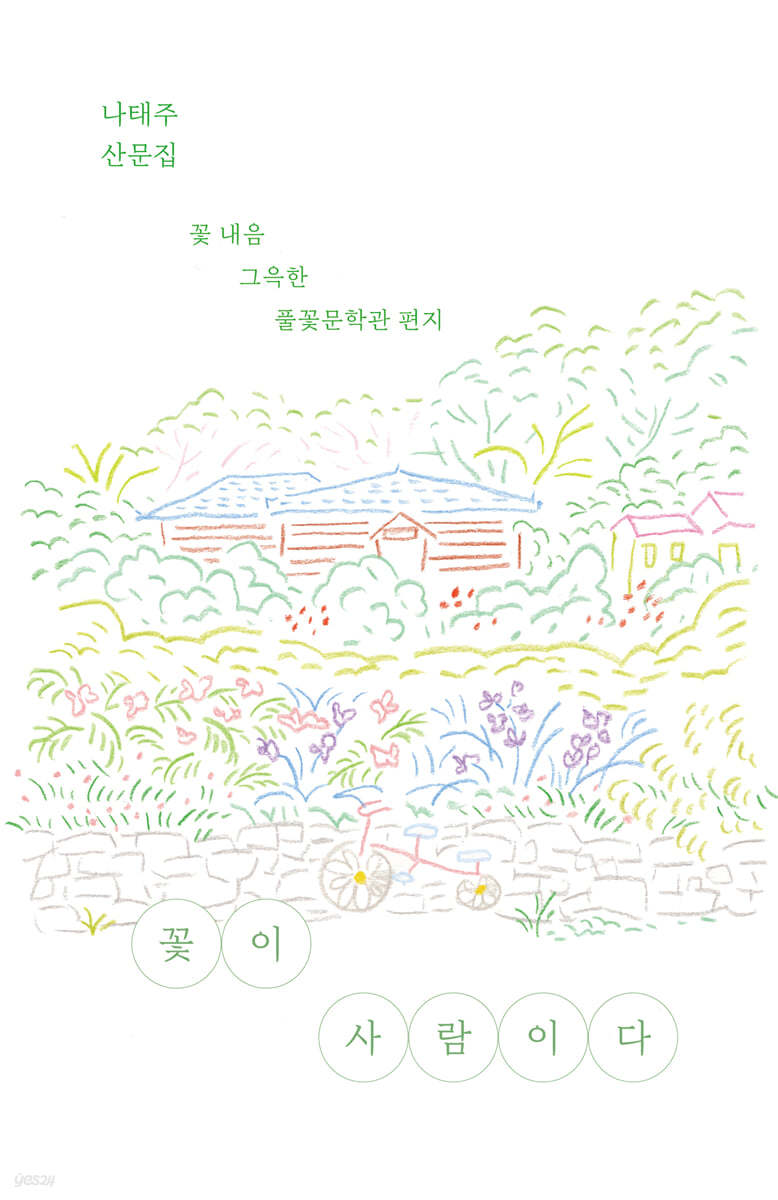 나태주
산문집
꽃 내음
그윽한
풀꽃문학관 편지
꽃이
사람이다
yes24